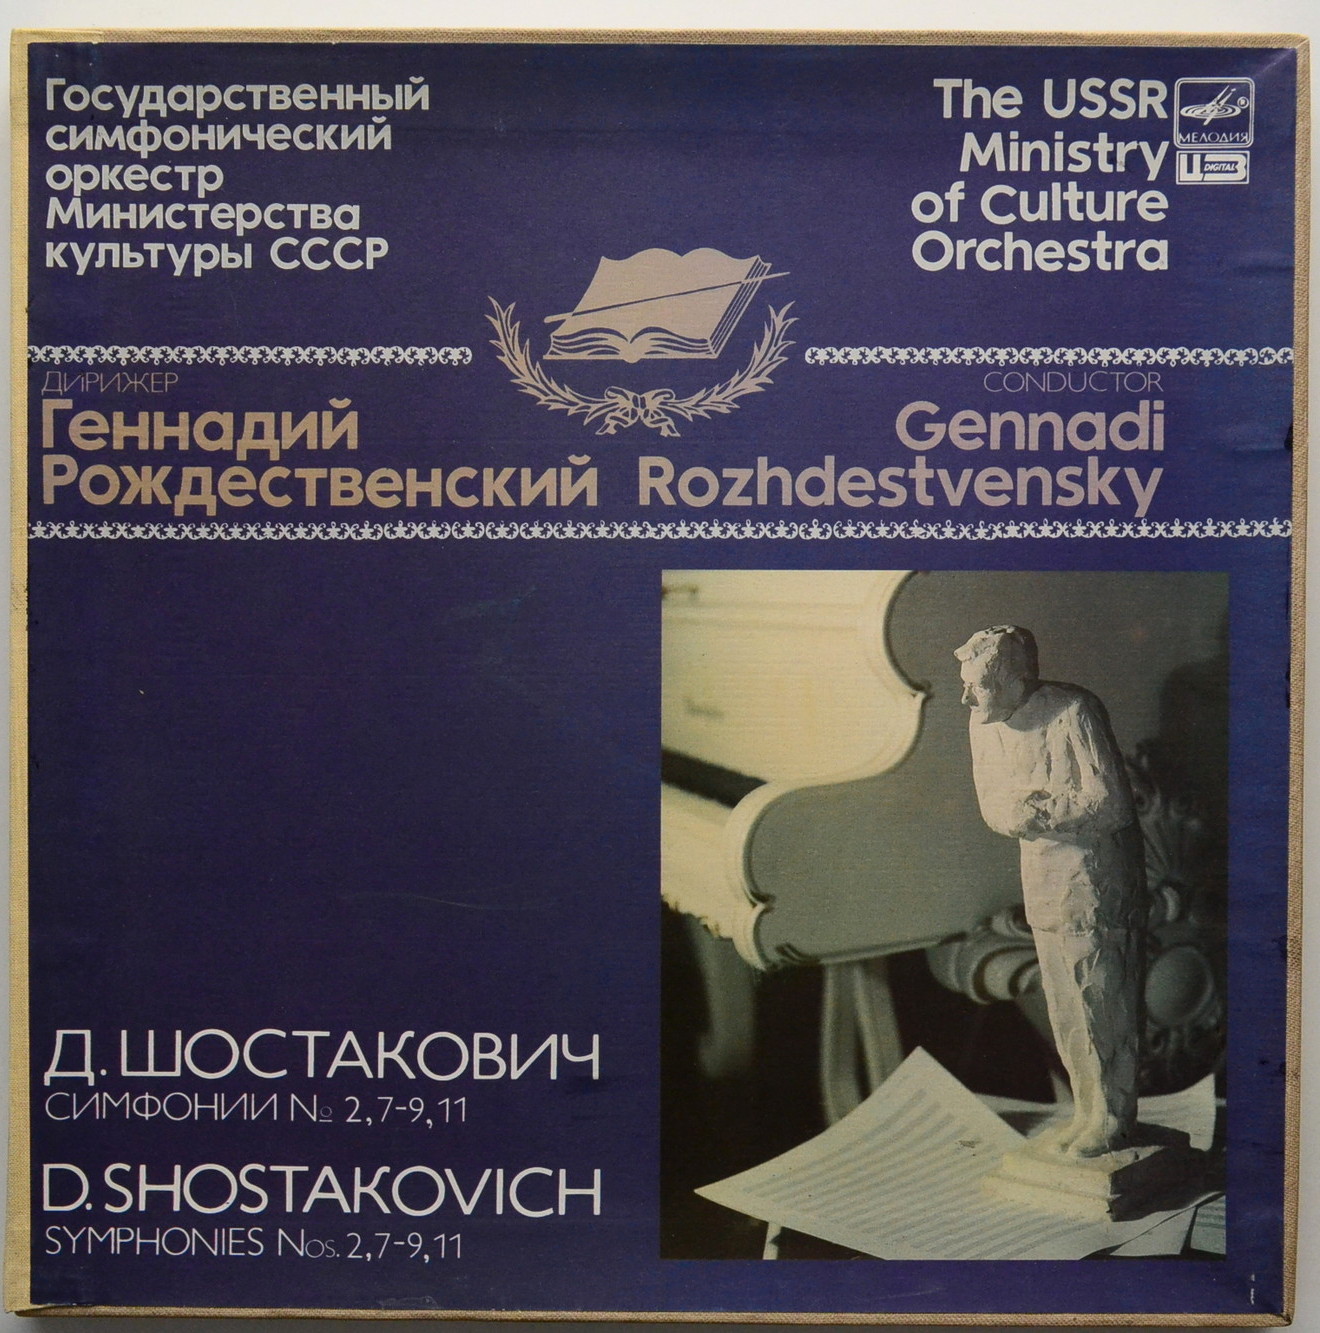 Государственный
симфонический
оркестр
Министерства
культуры СССР
The USSR
Ministry
of Culture
Orchestra
МЕЛОДИЯ
ЦЗ DIGITAL
ДИРИЖЕР
Геннадий
Рождественский
CONDUCTOR
Gennadi
Rozhdestvensky
Д. ШОСТАКОВИЧ
СИМФОНИИ № 2,7-9,11
D. SHOSTAKOVICH
SYMPHONIES Nos. 2,7-9,11